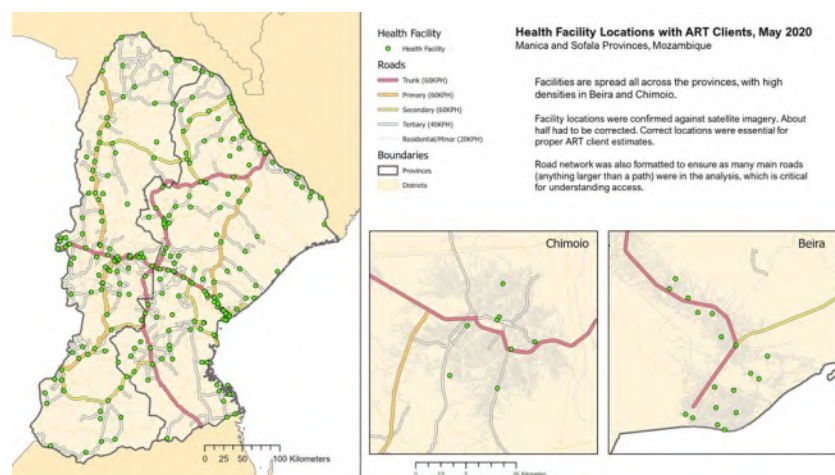 Health Facility
Health Facility
Roads
Trunk (60KPH)
Primary (60KPH)
Secondary (60KPH)
Tertiary (40KPH)
Residential/Minor (20KPH)
Boundaries
Provinces
Districts
Health Facility Locations with ART Clients, May 2020
Manica and Sofala Provinces, Mozambique
Facilities are spread all across the provinces, with high
densities in Beira and Chimoio.
Facility locations were confirmed against satellite imagery. About
half had to be corrected. Correct locations were essential for
proper ART client estimates.
Road network was also formatted to ensure as many main roads
(anything larger than a path) were in the analysis, which is critical
for understanding access.
Chimoio
Beira
0 25 50 100 Kilometers